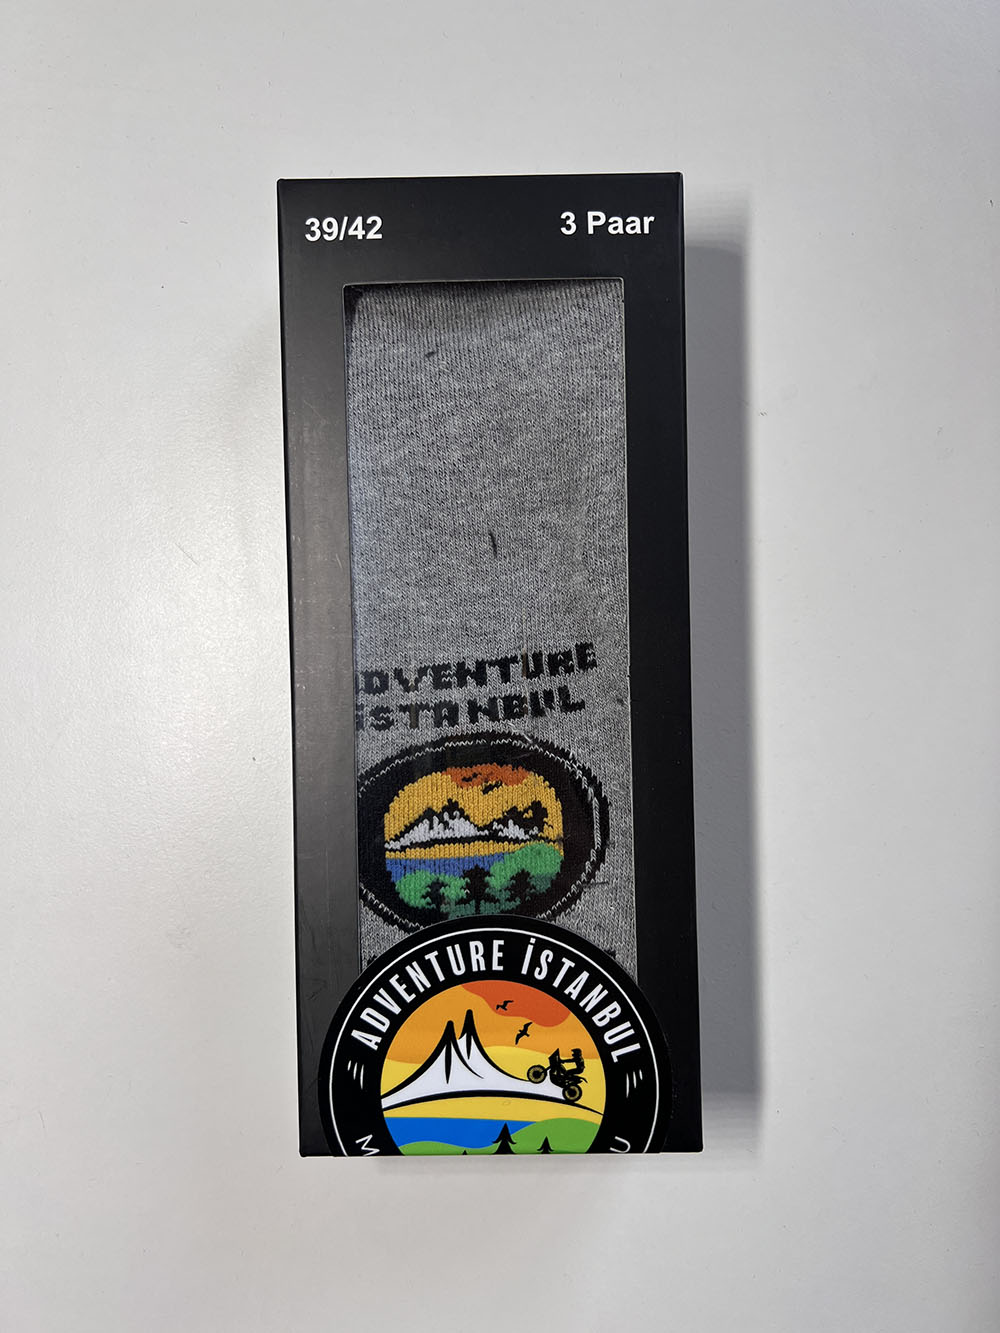 39/42
3 Paar
DVENTURE
İSTANBUL
ADVENTURE İSTANBUL
M
U